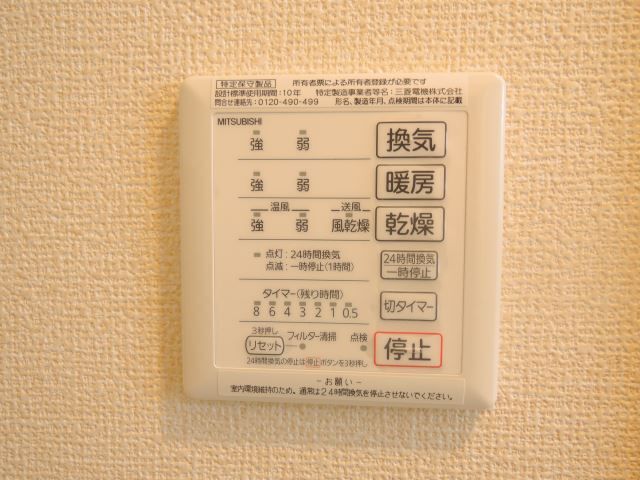 特定保守製品 所有者票による所有者登録が必要です
設計標準使用期間:10年 特定製造事業者等名:三菱電機株式会社
問合せ連絡先:0120-490-499 形名、製造年月、点検期間は本体に記載
MITSUBISHI
強 弱 換気
強 弱 暖房
温風 送風
強 弱 風乾燥 乾燥
点灯:24時間換気
点滅:一時停止(1時間)
24時間換気
一時停止
タイマー(残り時間)
8 6 4 3 2 1 0.5
切タイマー
3秒押し
リセット フィルター清掃 点検
停止
24時間換気の停止は停止ボタンを3秒押し
-お願い-
室内環境維持のため、通常は24時間換気を停止させないでください。